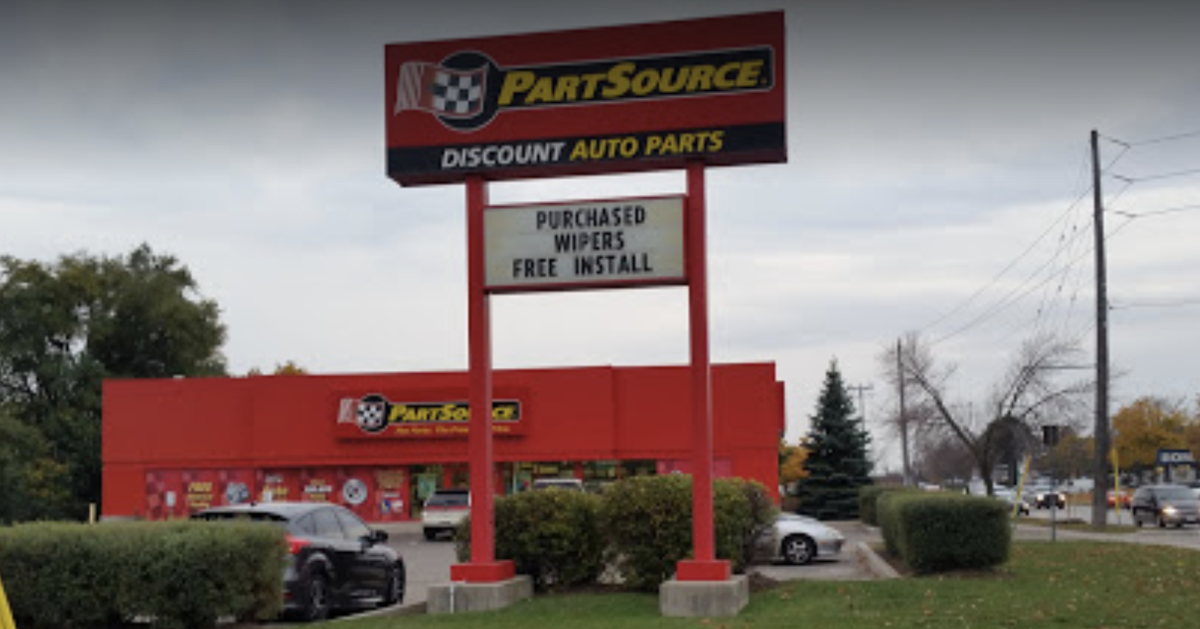 PARTSOURCE
DISCOUNT AUTO PARTS
PURCHASED
WIPERS
FREE INSTALL
PARTSOURCE